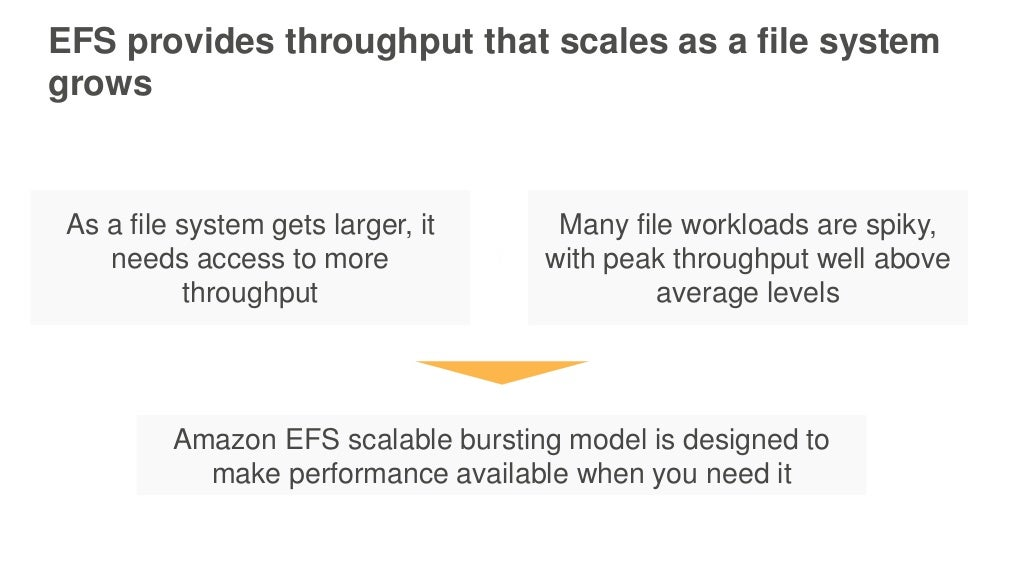 EFS provides throughput that scales as a file system
grows
As a file system gets larger, it
needs access to more
throughput
Many file workloads are spiky,
with peak throughput well above
average levels
Amazon EFS scalable bursting model is designed to
make performance available when you need it